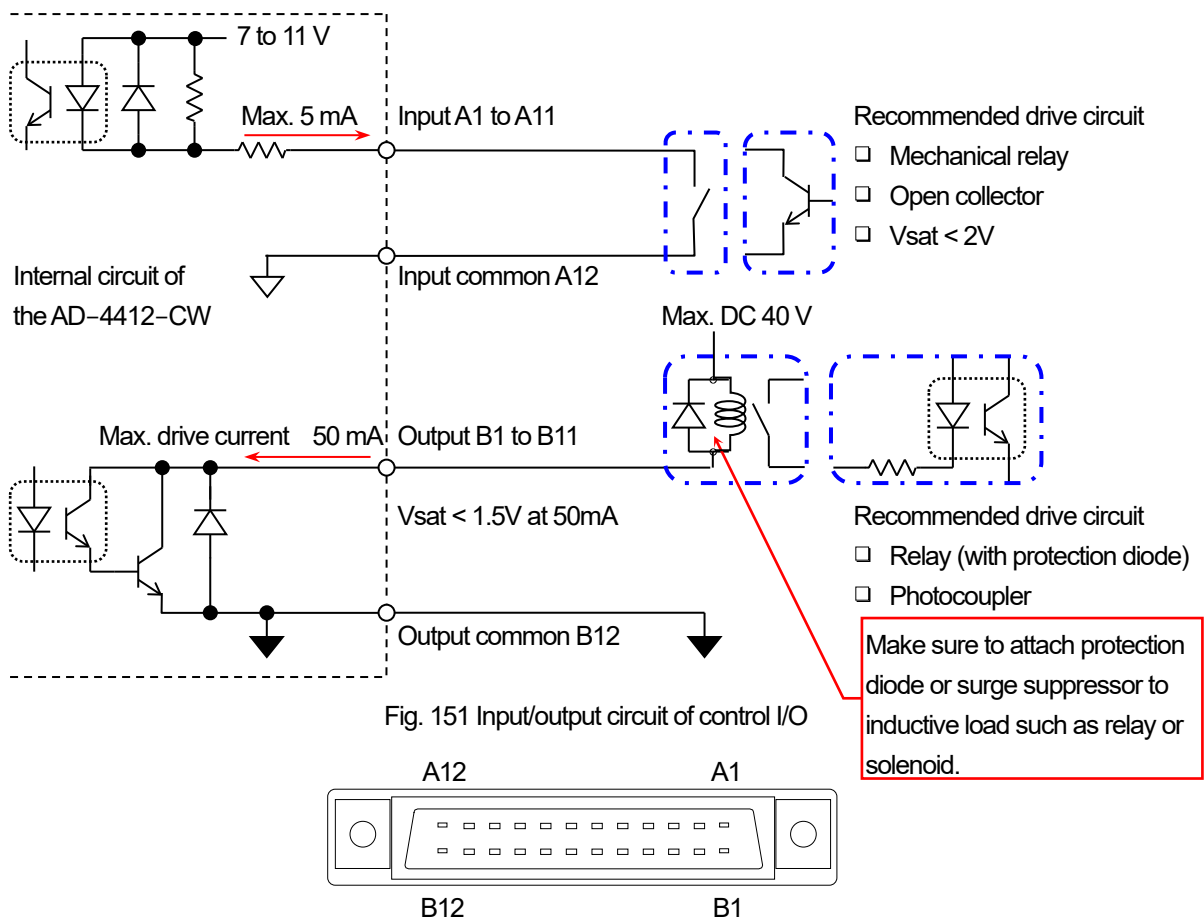 7 to 11 V
Max. 5 mA
Input A1 to A11
Recommended drive circuit
❑ Mechanical relay
❑ Open collector
❑ Vsat < 2V
Input common A12
Internal circuit of
the AD−4412−CW
Max. DC 40 V
Max. drive current 50 mA
Output B1 to B11
Vsat < 1.5V at 50mA
Recommended drive circuit
❑ Relay (with protection diode)
❑ Photocoupler
Output common B12
Make sure to attach protection
diode or surge suppressor to
inductive load such as relay or
solenoid.
Fig. 151 Input/output circuit of control I/O
A12 A1
B12 B1